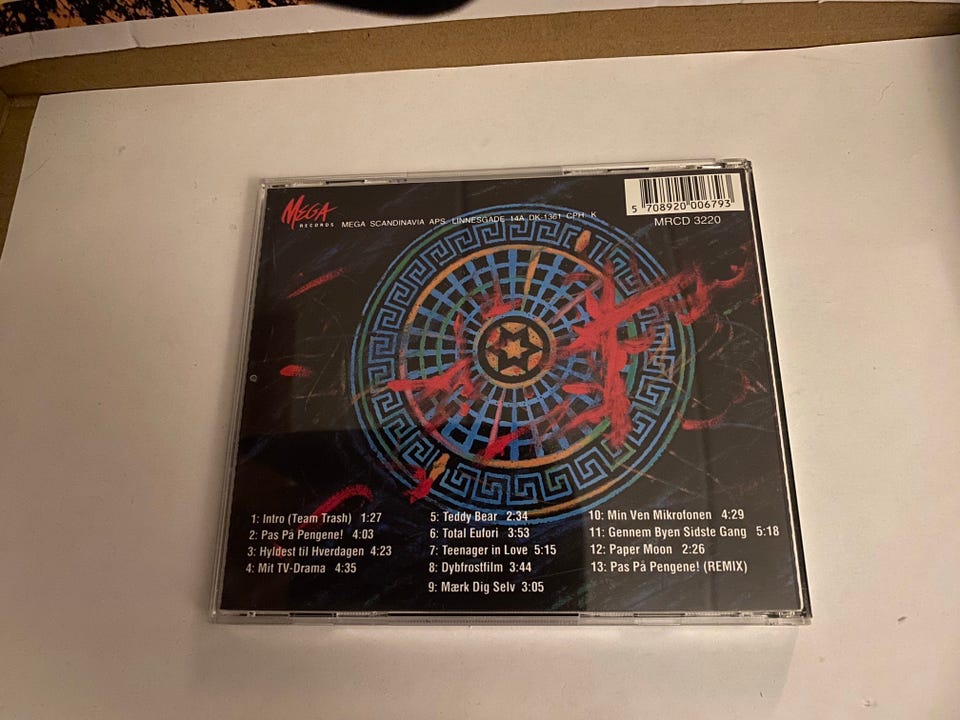 MEGA
RECORDS
MEGA SCANDINAVIA APS. LINNESGADE 14A DK-1361 CPH. K
5 708920 006793
MRCD 3220
1: Intro (Team Trash) 1:27
2: Pas På Pengene! 4:03
3: Hyldest til Hverdagen 4:23
4: Mit TV-Drama 4:35
5: Teddy Bear 2:34
6: Total Eufori 3:53
7: Teenager in Love 5:15
8: Dybfrostfilm 3:44
9: Mærk Dig Selv 3:05
10: Min Ven Mikrofonen 4:29
11: Gennem Byen Sidste Gang 5:18
12: Paper Moon 2:26
13: Pas På Pengene! (REMIX)